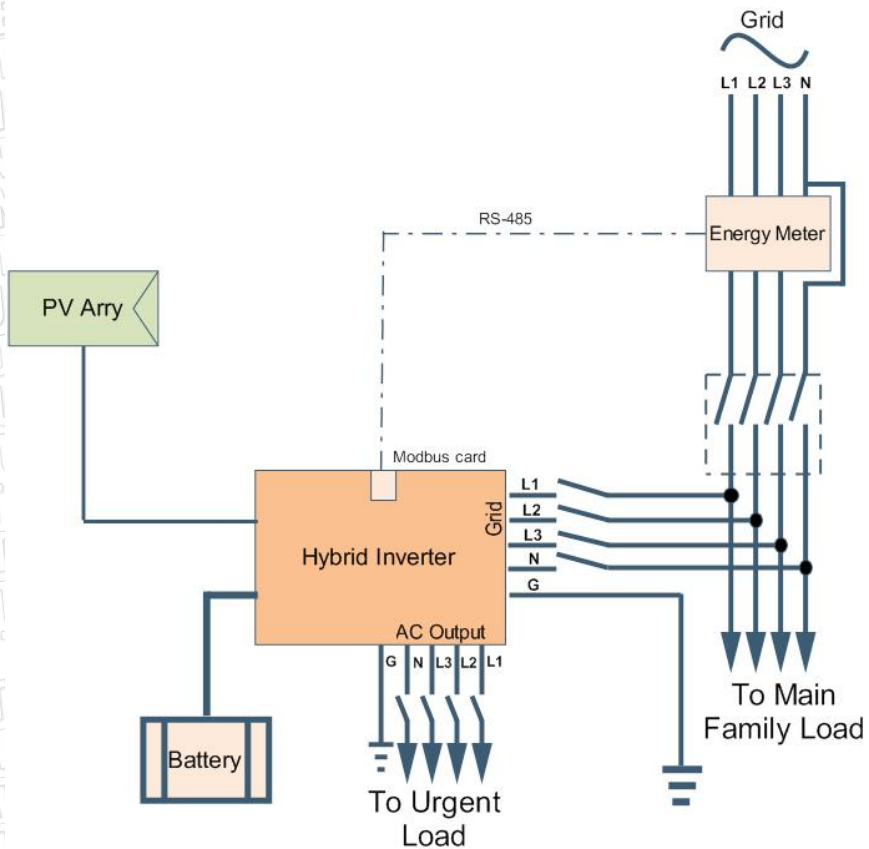 Grid
L1 L2 L3 N
RS-485
Energy Meter
PV Arry
Modbus card
L1
L2
L3
N
G
Grid
Hybrid Inverter
AC Output
G N L3 L2 L1
To Main
Family Load
Battery
To Urgent
Load